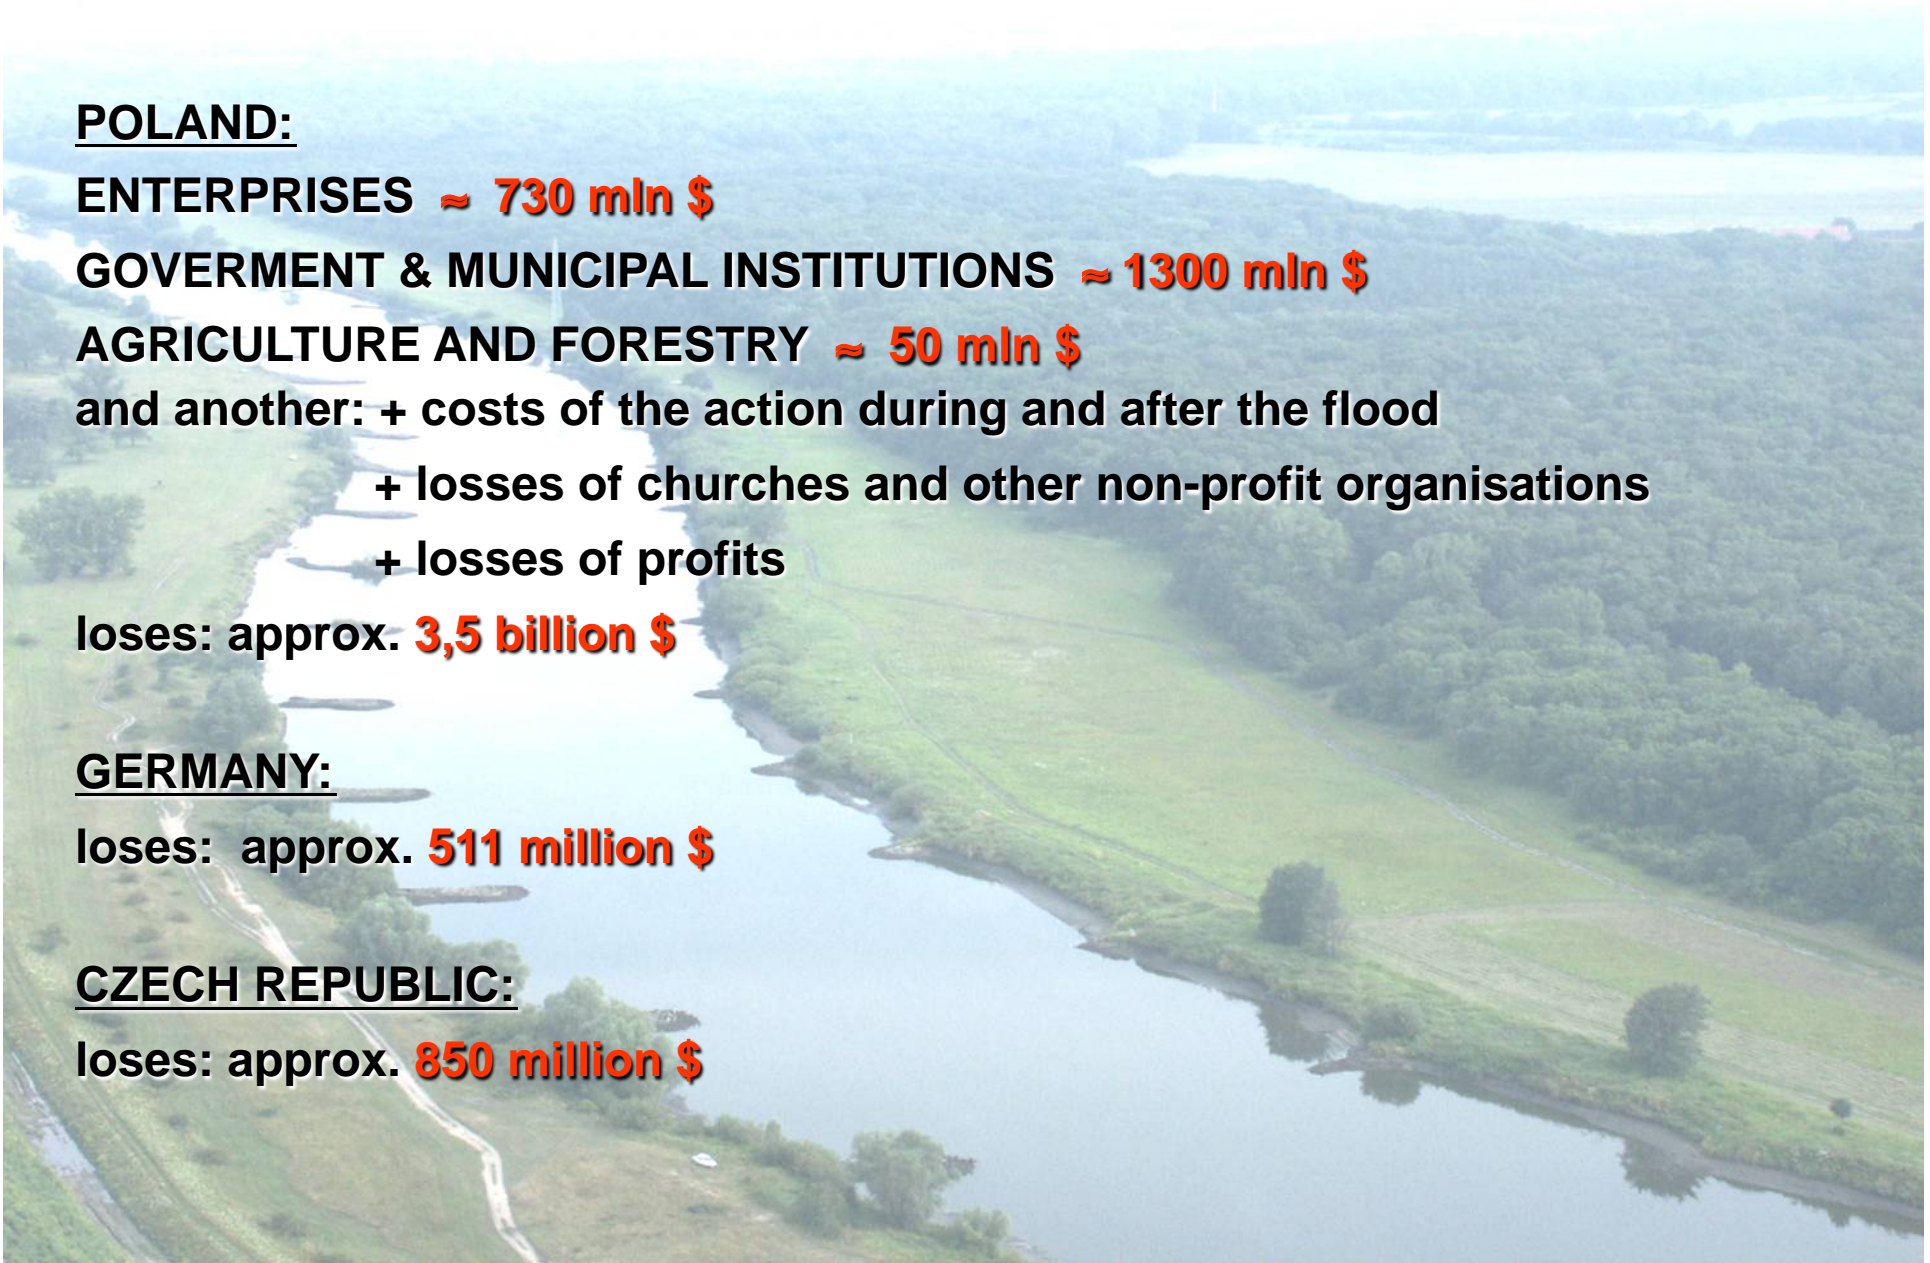 POLAND:
ENTERPRISES ≈ 730 mln $
GOVERMENT & MUNICIPAL INSTITUTIONS ≈ 1300 mln $
AGRICULTURE AND FORESTRY ≈ 50 mln $
and another: + costs of the action during and after the flood
+ losses of churches and other non-profit organisations
+ losses of profits
loses: approx. 3,5 billion $
GERMANY:
loses: approx. 511 million $
CZECH REPUBLIC:
loses: approx. 850 million $